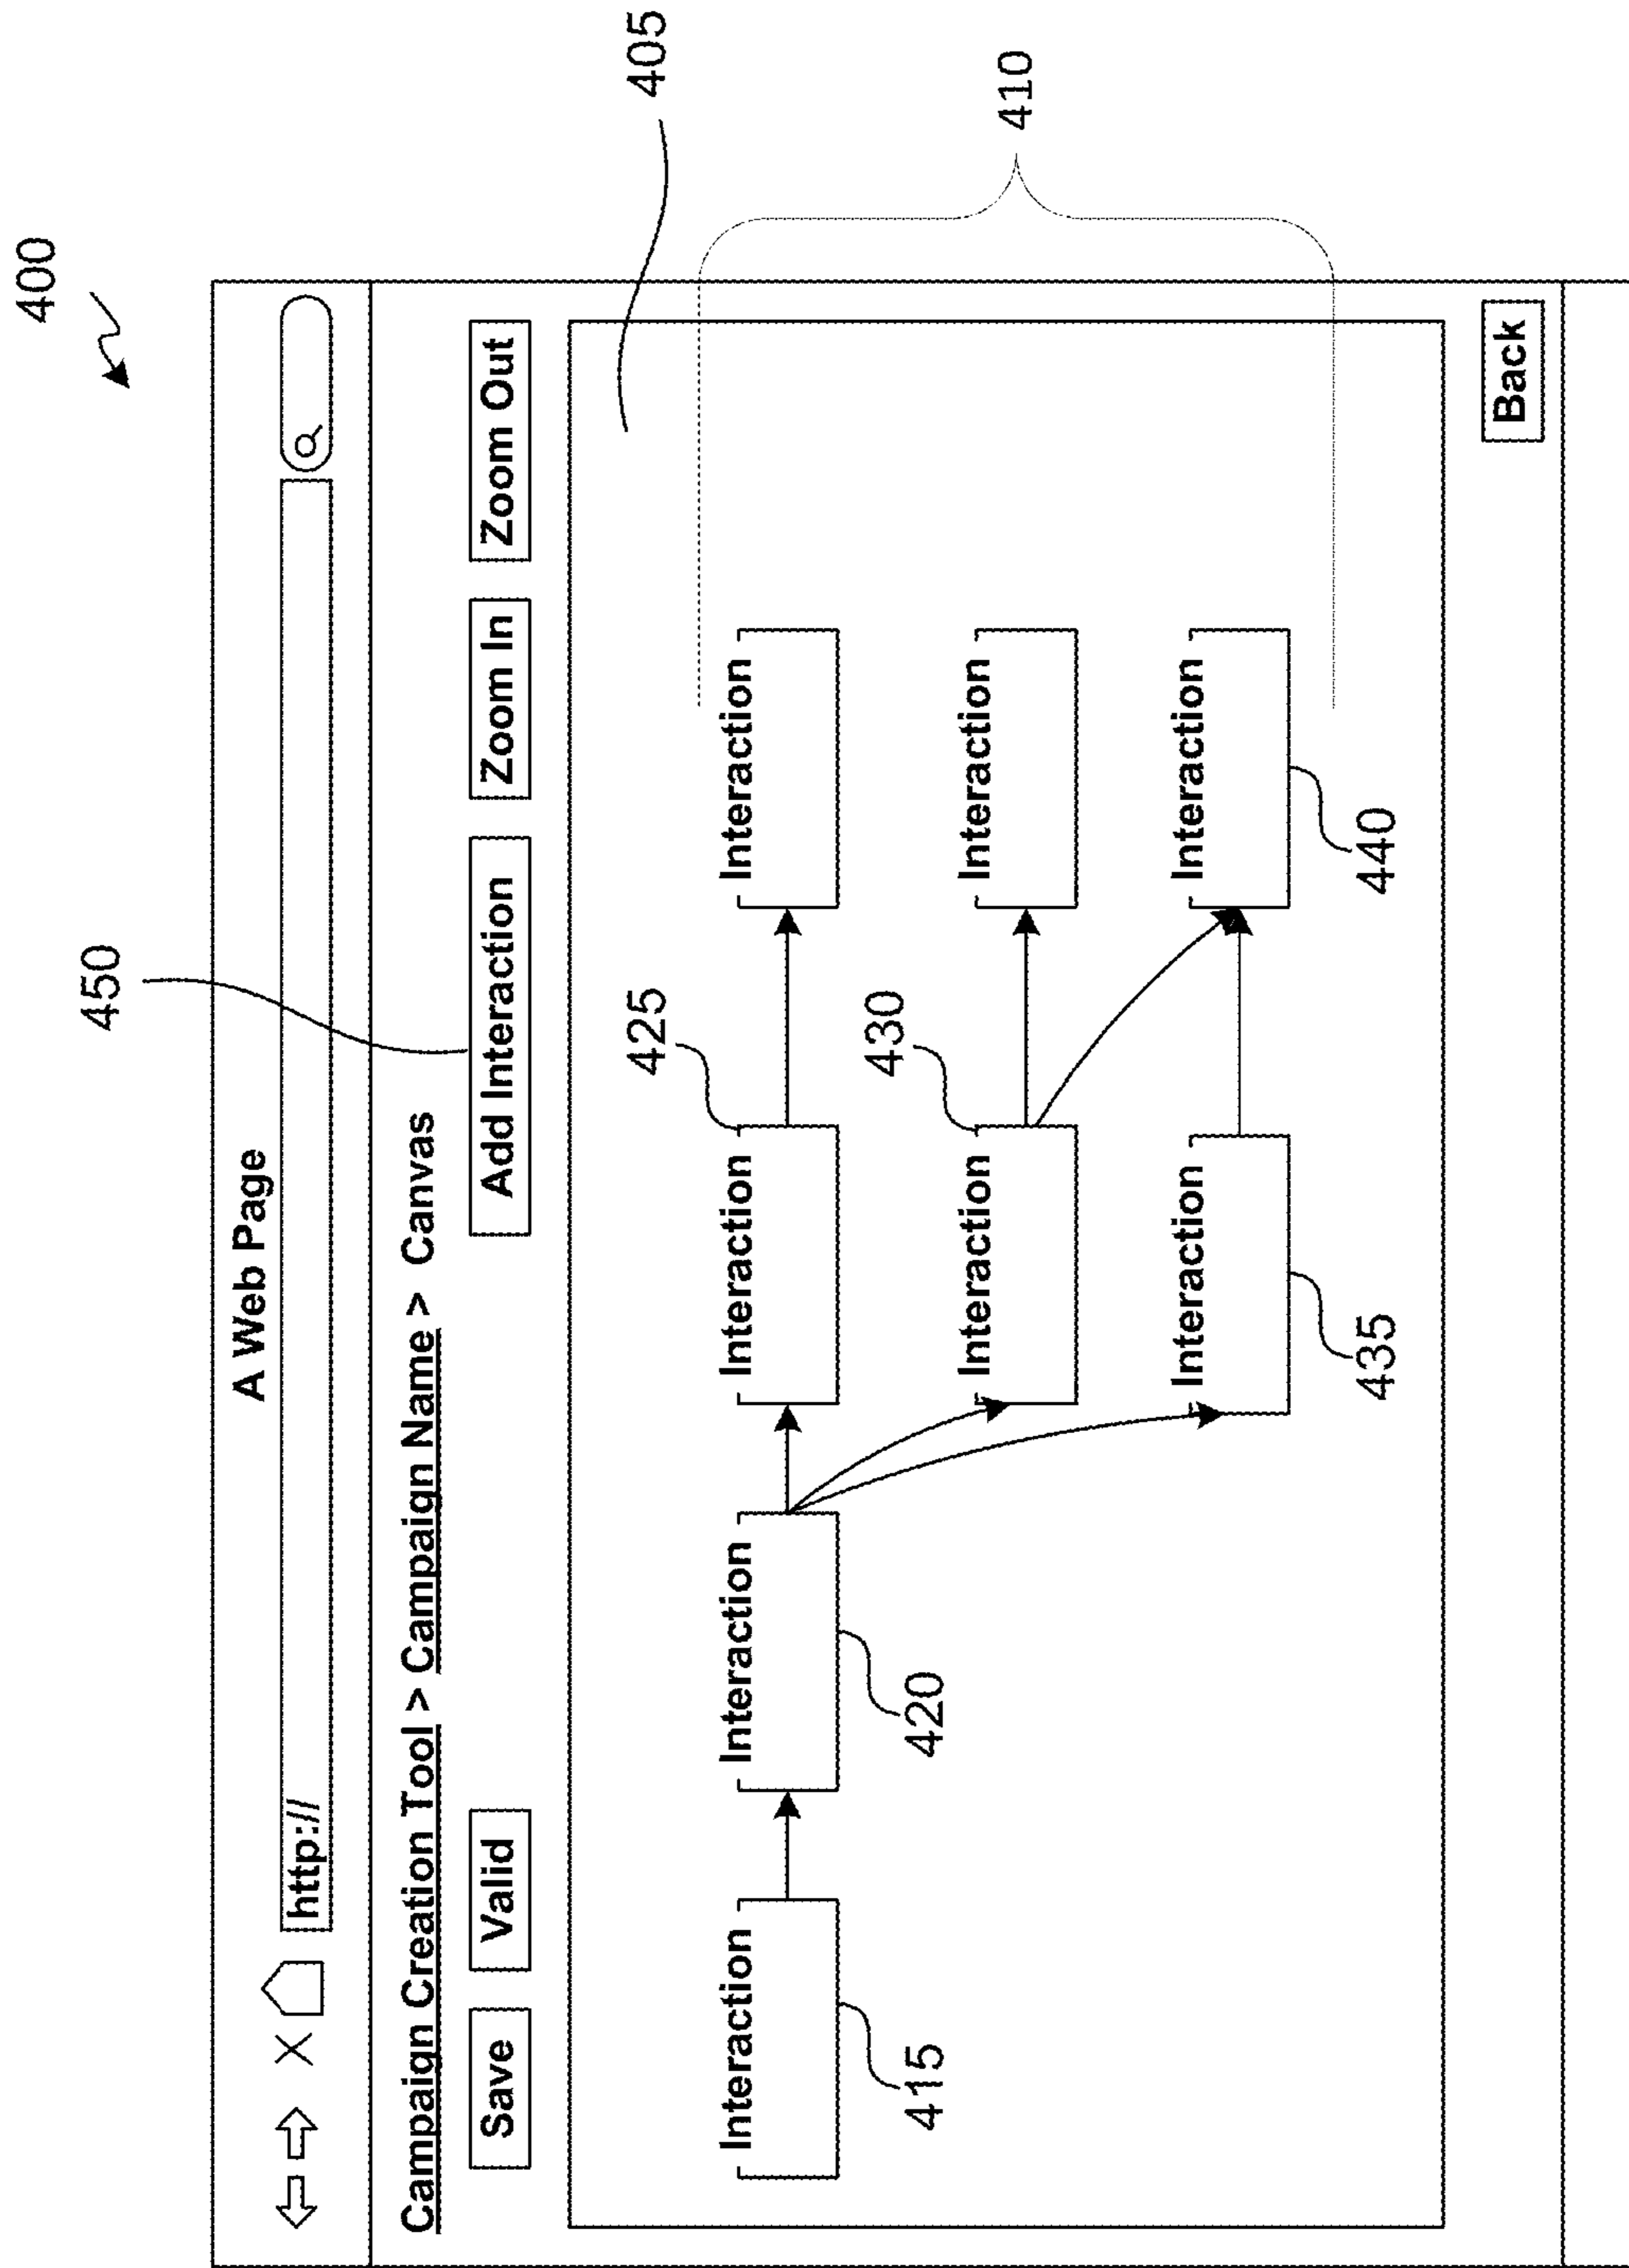 400
A Web Page
http://
450
Campaign Creation Tool > Campaign Name > Canvas
Save Valid Add Interaction Zoom In Zoom Out
405
425
Interaction Interaction Interaction Interaction
415 420 430
Interaction Interaction
410
Interaction Interaction
435 440
Back